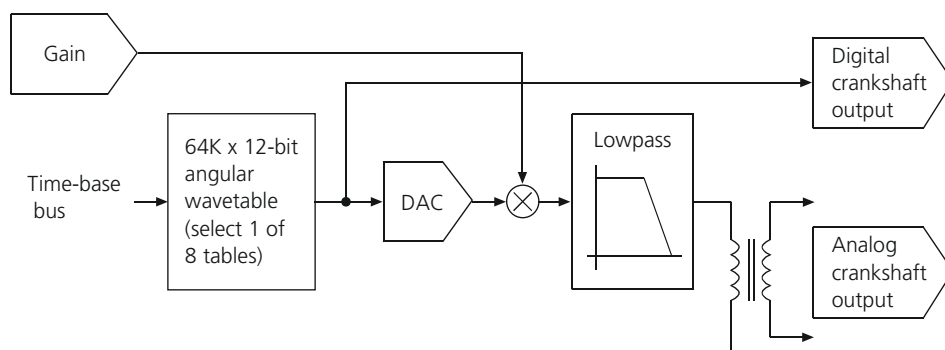 Gain
Digital
crankshaft
output
64K x 12-bit
angular
wavetable
(select 1 of
8 tables)
Lowpass
Time-base
bus
DAC
Analog
crankshaft
output